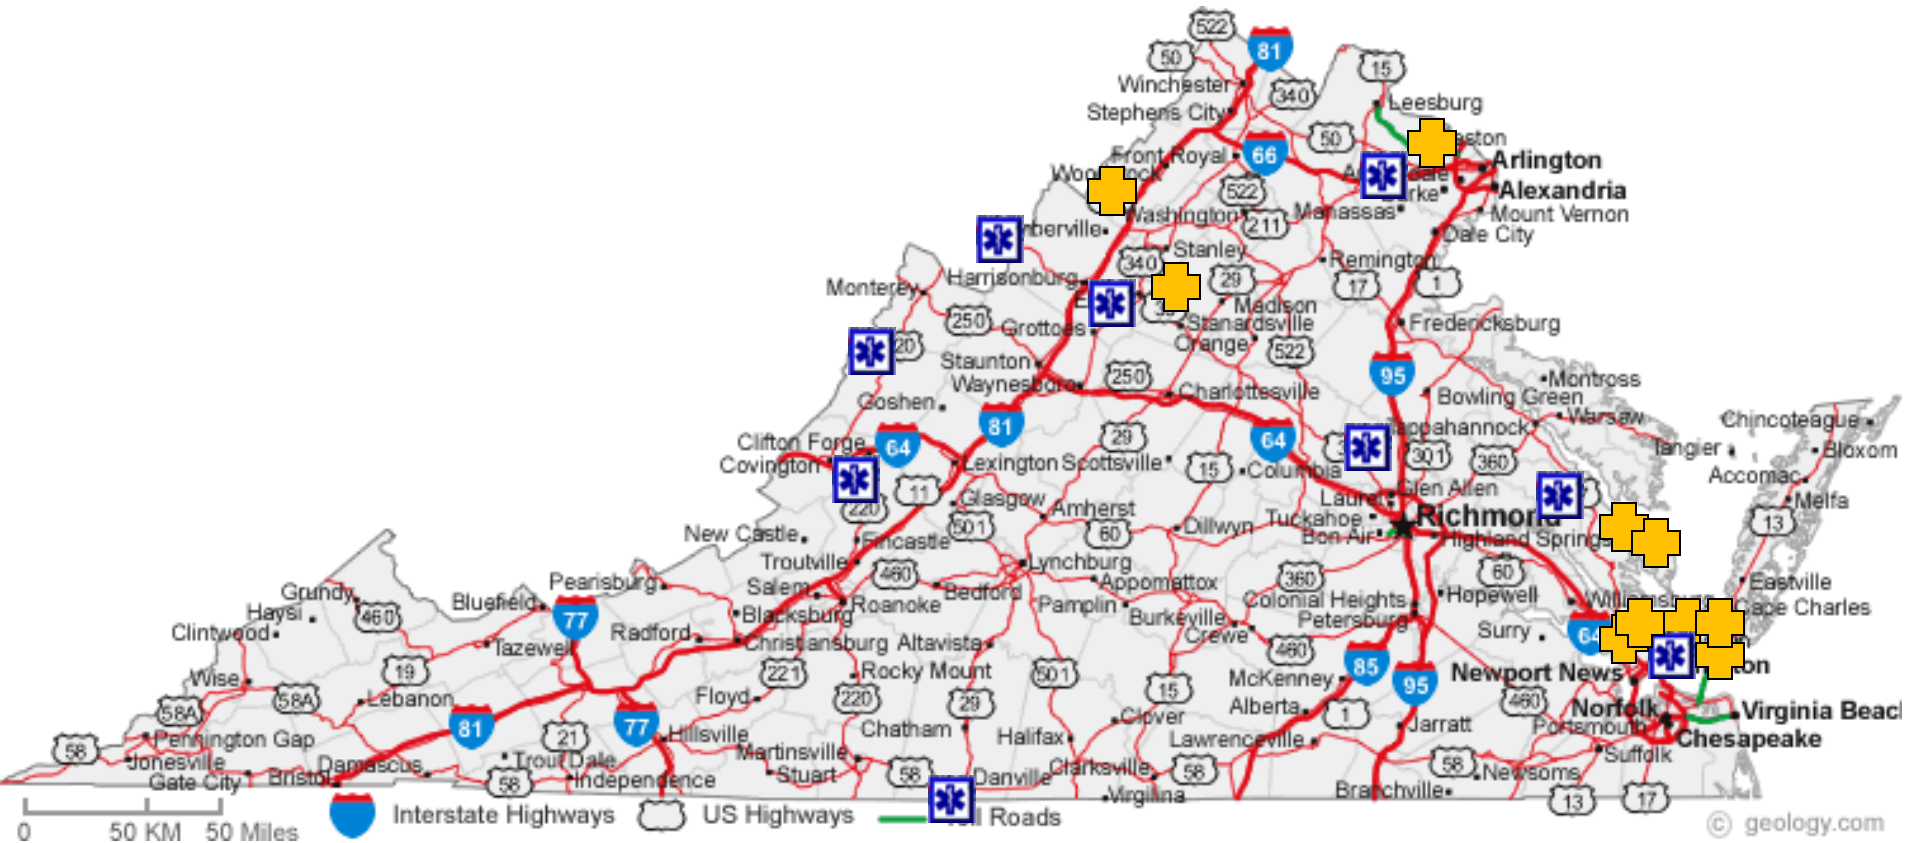 522
81
50
15
Winchester
340
Leesburg
Stephens City
50
66
Front Royal
Arlington
522
Alexandria
Manassas
Mount Vernon
Washington
211
Dale City
Stanley
340
Remington
Harrisonburg
29
17
1
Monterey
Madison
250
Grottoes
Stanardsville
Fredericksburg
Orange
522
Staunton
Waynesboro
250
95
Montross
Charlottesville
Bowling Green
Goshen
Warsaw
Chincoteague
81
Tappahannock
Clifton Forge
64
29
64
301
360
Tangier
Bloxom
Covington
Lexington
Scottsville
15
Columbia
Accomac
11
Glasgow
Laurel
Glen Allen
Melfa
220
Amherst
Tuckahoe
Richmond
13
New Castle
501
60
Dillwyn
Bon Air
Highland Springs
Fincastle
Troutville
Lynchburg
460
60
Pearisburg
Salem
Appomattox
360
Eastville
Grundy
Bluefield
77
Roanoke
Bedford
Pamplin
Colonial Heights
Hopewell
Williamsburg
Cape Charles
Haysi
460
Blacksburg
Burkeville
Petersburg
Clintwood
Radford
Christiansburg
Altavista
Crewe
Surry
64
Tazewell
460
19
221
Rocky Mount
501
85
Wise
McKenney
95
Newport News
58A
58A
Lebanon
Floyd
220
29
15
460
Norfolk
Virginia Beac
81
77
Clover
Alberta
1
Jarratt
Portsmouth
58
Pennington Gap
21
Hillsville
Chatham
Halifax
Lawrenceville
Chesapeake
Jonesville
Trout Dale
Martinsville
58
Suffolk
Gate City
Bristol
Damascus
58
Independence
Stuart
58
Danville
Clarksville
58
Newsoms
Virgilina
Branchville
13
17
0 50 KM 50 Miles
Interstate Highways
US Highways
Roads
© geology.com